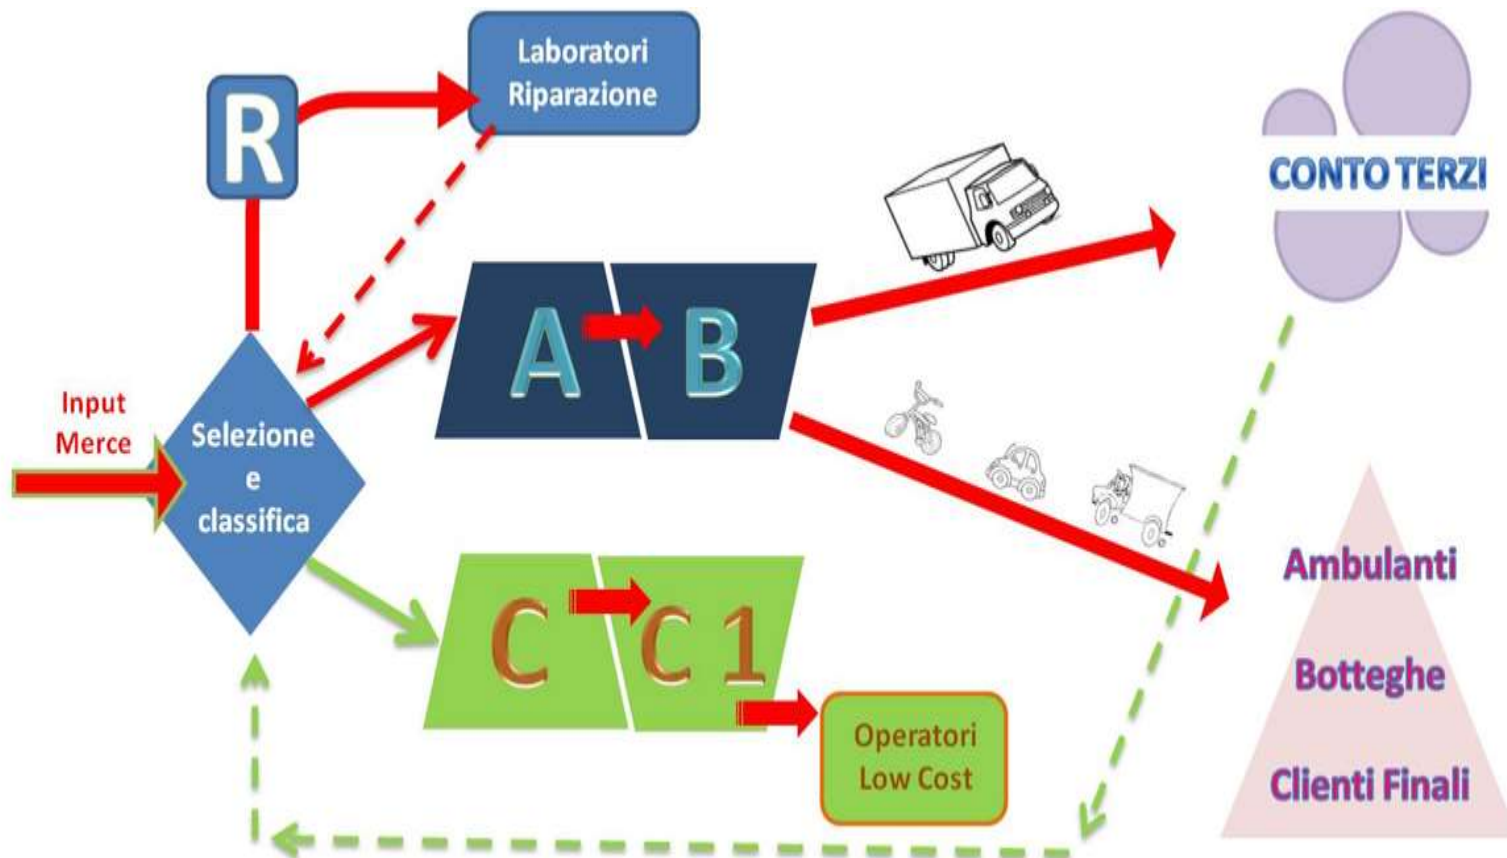 Laboratori
Riparazione
R
CONTO TERZI
A
B
Input
Merce
Selezione
e
classifica
C
C 1
Operatori
Low Cost
Ambulanti
Botteghe
Clienti Finali